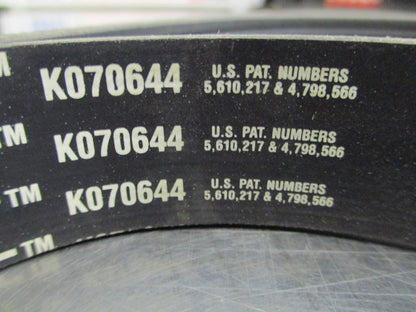 K070644 U.S. PAT. NUMBERS
5,610,217 & 4,798,566
TM K070644 U.S. PAT. NUMBERS
5,610,217 & 4,798,566
TM K070644 U.S. PAT. NUMBERS
5,610,217 & 4,798,566
TM